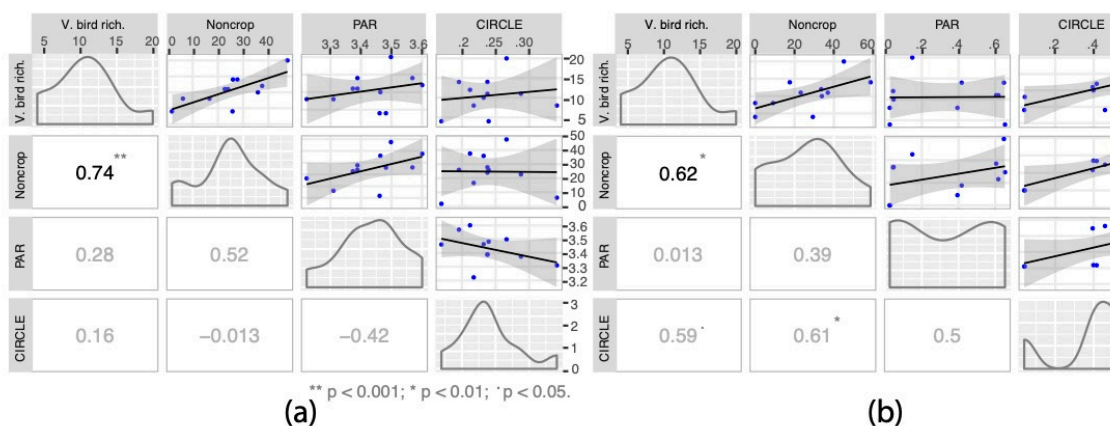 V. bird rich. Noncrop PAR CIRCLE V. bird rich. Noncrop PAR CIRCLE
5 10 15 20 0 20 40 3.3 3.4 3.5 3.6 .2 .25 .30 5 10 15 20 0 20 40 60 0 .2 .4 .6 .2 .4
V. bird rich. 20 15 10 5 V. bird rich.
Noncrop 0.74** 50 40 30 20 10 0 Noncrop 0.62*
PAR 0.28 0.52 3.6 3.5 3.4 3.3 3.2 PAR 0.013 0.39
CIRCLE 0.16 −0.013 −0.42 3 2 1 0 CIRCLE 0.59· 0.61* 0.5
** p < 0.001; * p < 0.01; · p < 0.05.
(a) (b)